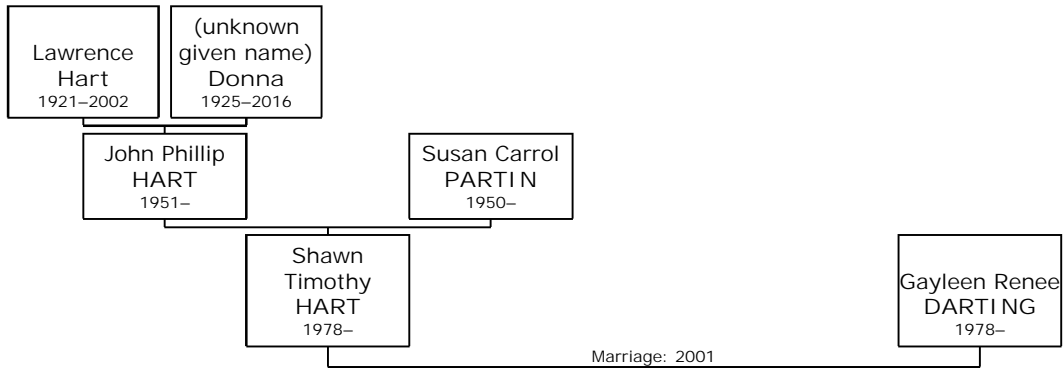 Lawrence
Hart
1921–2002
(unknown
given name)
Donna
1925–2016
John Phillip
HART
1951–
Susan Carrol
PARTIN
1950–
Shawn
Timothy
HART
1978–
Gayleen Renee
DARTING
1978–
Marriage: 2001